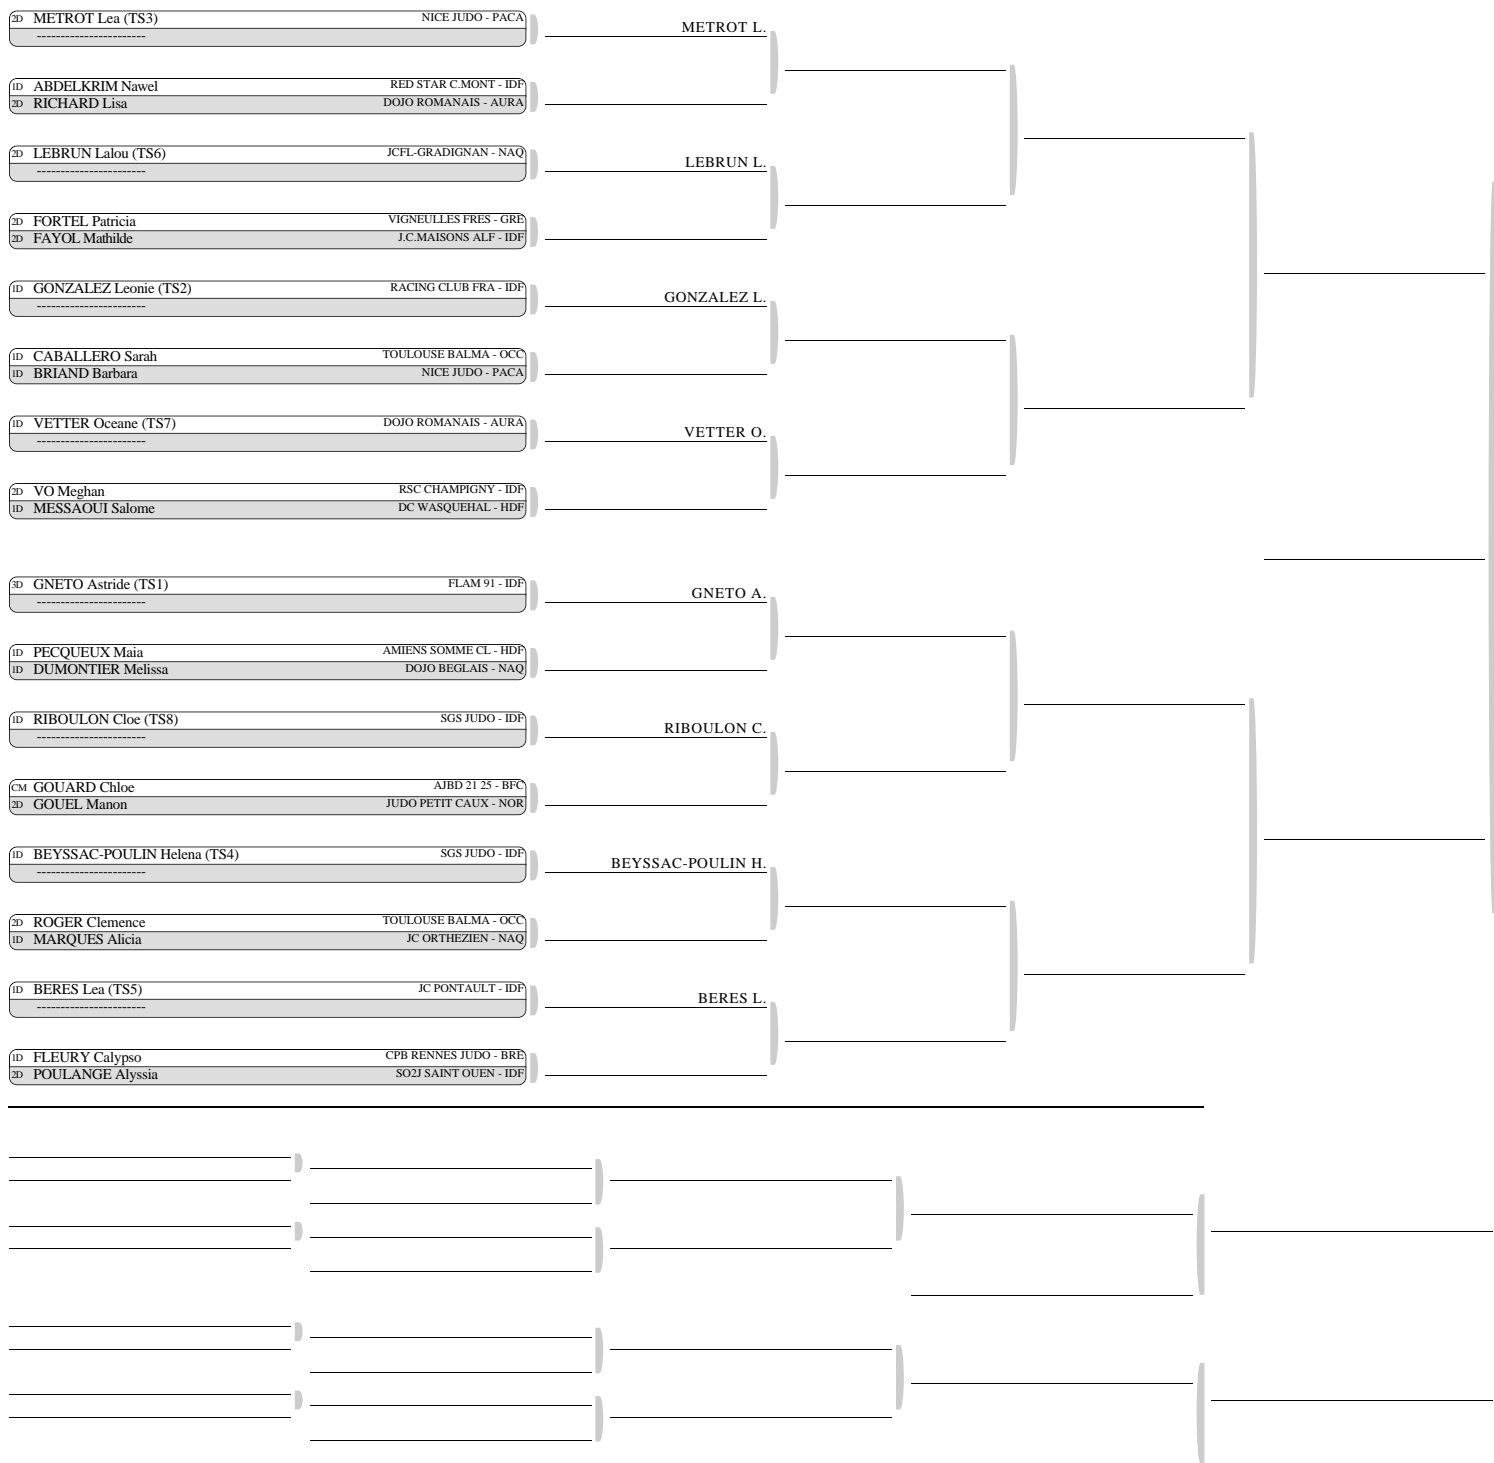 2D METROT Lea (TS3) NICE JUDO - PACA
-----------------------
METROT L.
1D ABDELKRIM Nawel RED STAR C.MONT - IDF
2D RICHARD Lisa DOJO ROMANAIS - AURA
2D LEBRUN Lalou (TS6) JCFL-GRADIGNAN - NAQ
-----------------------
LEBRUN L.
2D FORTEL Patricia VIGNEULLES FRES - GRE
2D FAYOL Mathilde J.C.MAISONS ALF - IDF
1D GONZALEZ Leonie (TS2) RACING CLUB FRA - IDF
-----------------------
GONZALEZ L.
1D CABALLERO Sarah TOULOUSE BALMA - OCC
1D BRIAND Barbara NICE JUDO - PACA
1D VETTER Oceane (TS7) DOJO ROMANAIS - AURA
-----------------------
VETTER O.
2D VO Meghan RSC CHAMPIGNY - IDF
1D MESSAOUI Salome DC WASQUEHAL - HDF
3D GNETO Astride (TS1) FLAM 91 - IDF
-----------------------
GNETO A.
1D PECQUEUX Maia AMIENS SOMME CL - HDF
1D DUMONTIER Melissa DOJO BEGLAIS - NAQ
1D RIBOULON Cloe (TS8) SGS JUDO - IDF
-----------------------
RIBOULON C.
CM GOUARD Chloe AJBD 21 25 - BFC
2D GOUEL Manon JUDO PETIT CAUX - NOR
1D BEYSSAC-POULIN Helena (TS4) SGS JUDO - IDF
-----------------------
BEYSSAC-POULIN H.
2D ROGER Clemence TOULOUSE BALMA - OCC
1D MARQUES Alicia JC ORTHEZIEN - NAQ
1D BERES Lea (TS5) JC PONTAULT - IDF
-----------------------
BERES L.
1D FLEURY Calypso CPB RENNES JUDO - BRE
2D POULANGE Alyssia SO2J SAINT OUEN - IDF